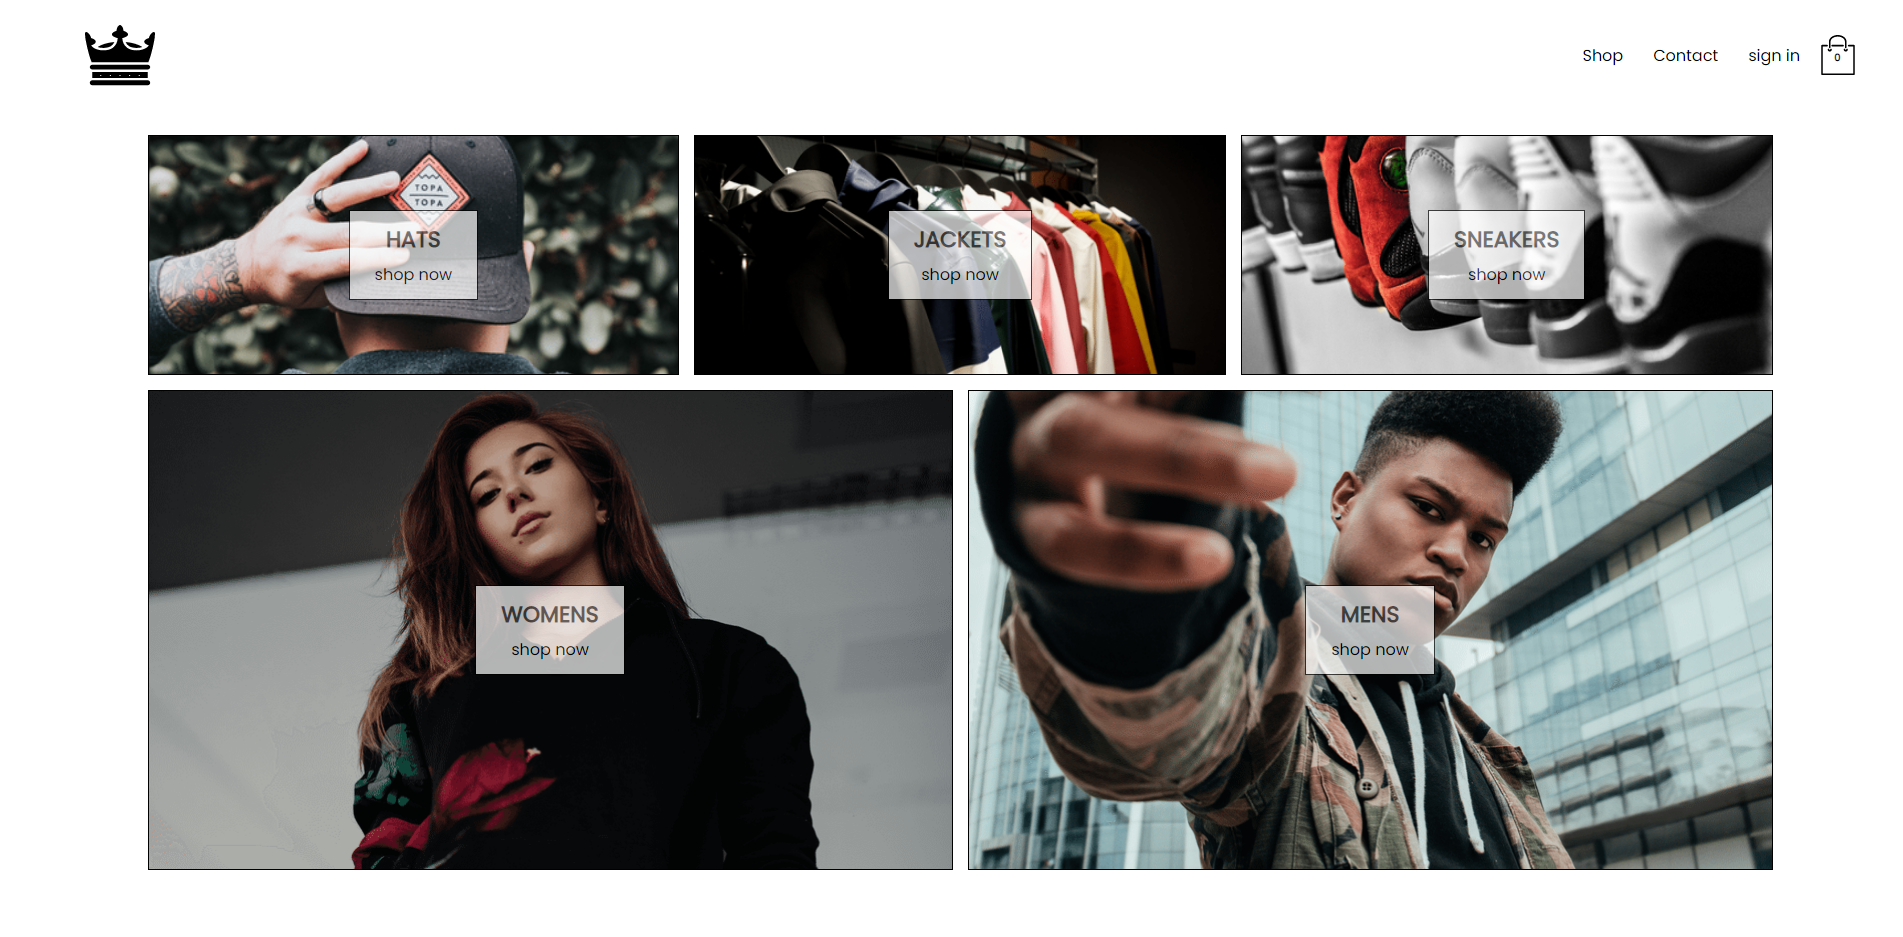 Shop
Contact
sign in
0
TOPA
TOPA
HATS
shop now
JACKETS
shop now
SNEAKERS
shop now
WOMENS
shop now
MENS
shop now